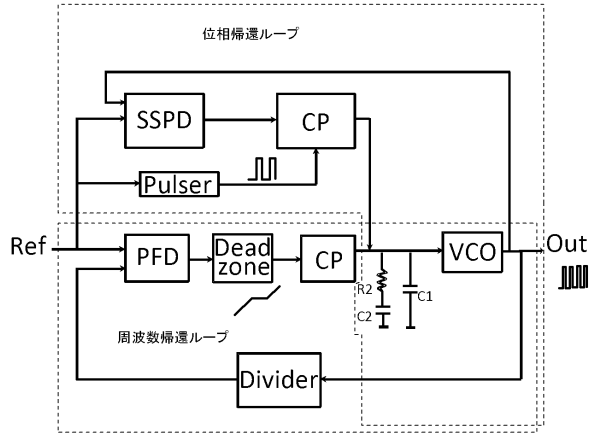 位相帰還ループ
SSPD
CP
Pulser
Ref
PFD
Dead
zone
CP
VCO
Out
R2
C1
C2
周波数帰還ループ
Divider